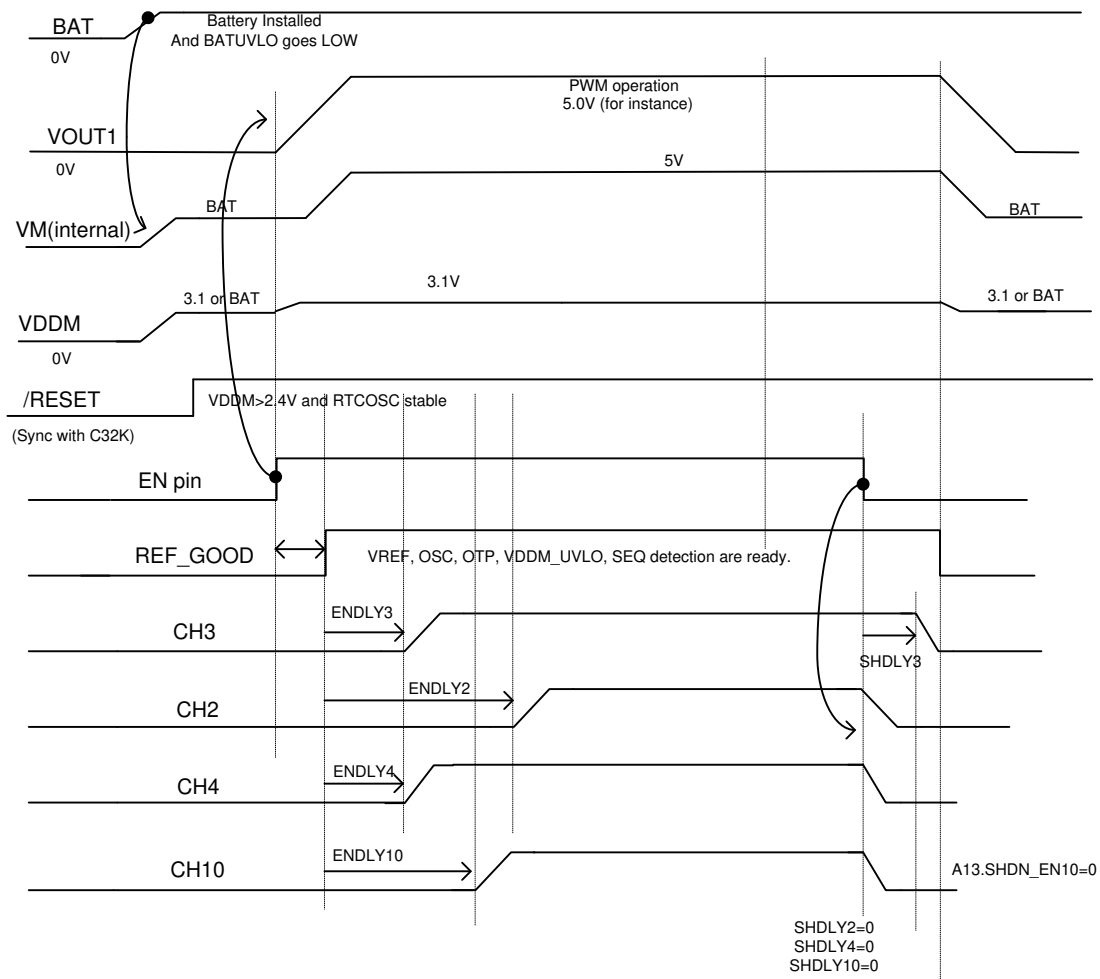 BAT
0V
Battery Installed
And BATUVLO goes LOW
PWM operation
5.0V (for instance)
VOUT1
0V
5V
BAT
VM(internal)
BAT
3.1V
3.1 or BAT
3.1 or BAT
VDDM
0V
/RESET
VDDM>2.4V and RTCOSC stable
(Sync with C32K)
EN pin
REF_GOOD
VREF, OSC, OTP, VDDM_UVLO, SEQ detection are ready.
ENDLY3
CH3
SHDLY3
ENDLY2
CH2
ENDLY4
CH4
ENDLY10
CH10
A13.SHDN_EN10=0
SHDLY2=0
SHDLY4=0
SHDLY10=0